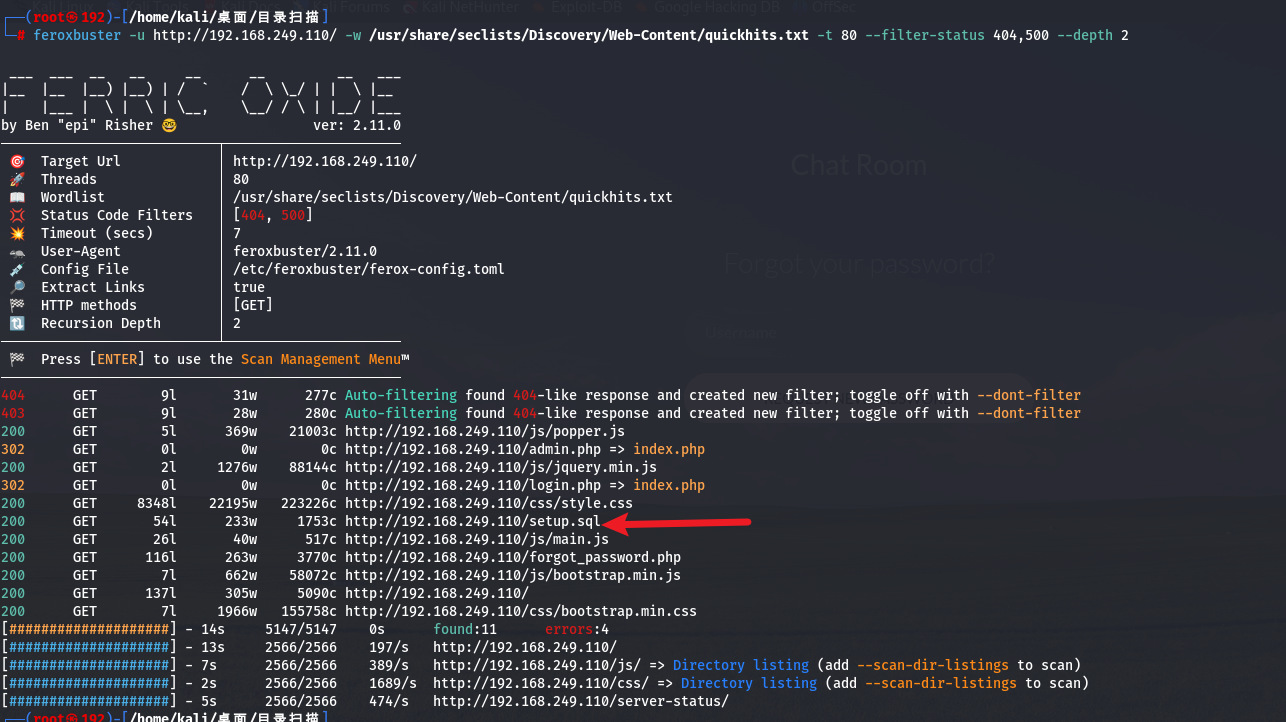 Kali Forums Kali NetHunter Exploit-DB Google Hacking DB OffSec
┌──(root㉿192)-[/home/kali/桌面/目录扫描]
└─# feroxbuster -u http://192.168.249.110/ -w /usr/share/seclists/Discovery/Web-Content/quickhits.txt -t 80 --filter-status 404,500 --depth 2
FERRIC OXIDE
by Ben "epi" Risher 🤓 ver: 2.11.0
🎯 Target Url │ http://192.168.249.110/
🚀 Threads │ 80
📖 Wordlist │ /usr/share/seclists/Discovery/Web-Content/quickhits.txt
💢 Status Code Filters │ [404, 500]
💥 Timeout (secs) │ 7
🦡 User-Agent │ feroxbuster/2.11.0
💉 Config File │ /etc/feroxbuster/ferox-config.toml
🔎 Extract Links │ true
🏁 HTTP methods │ [GET]
🔃 Recursion Depth │ 2
Chat Room
Forgot your password?
Username
🏁 Press [ENTER] to use the Scan Management Menu™
404 GET 9l 31w 277c Auto-filtering found 404-like response and created new filter; toggle off with --dont-filter
403 GET 9l 28w 280c Auto-filtering found 404-like response and created new filter; toggle off with --dont-filter
200 GET 5l 369w 21003c http://192.168.249.110/js/popper.js
302 GET 0l 0w 0c http://192.168.249.110/admin.php => index.php
200 GET 2l 1276w 88144c http://192.168.249.110/js/jquery.min.js
302 GET 0l 0w 0c http://192.168.249.110/login.php => index.php
200 GET 8348l 22195w 223226c http://192.168.249.110/css/style.css
200 GET 54l 233w 1753c http://192.168.249.110/setup.sql
200 GET 26l 40w 517c http://192.168.249.110/js/main.js
200 GET 116l 263w 3770c http://192.168.249.110/forgot_password.php
200 GET 7l 662w 58072c http://192.168.249.110/js/bootstrap.min.js
200 GET 137l 305w 5090c http://192.168.249.110/
200 GET 7l 1966w 155758c http://192.168.249.110/css/bootstrap.min.css
[####################] - 14s 5147/5147 0s found:11 errors:4
[####################] - 13s 2566/2566 197/s http://192.168.249.110/
[####################] - 7s 2566/2566 389/s http://192.168.249.110/js/ => Directory listing (add --scan-dir-listings to scan)
[####################] - 2s 2566/2566 1689/s http://192.168.249.110/css/ => Directory listing (add --scan-dir-listings to scan)
[####################] - 5s 2566/2566 474/s http://192.168.249.110/server-status/
┌──(root㉿192)-[/home/kali/桌面/目录扫描]